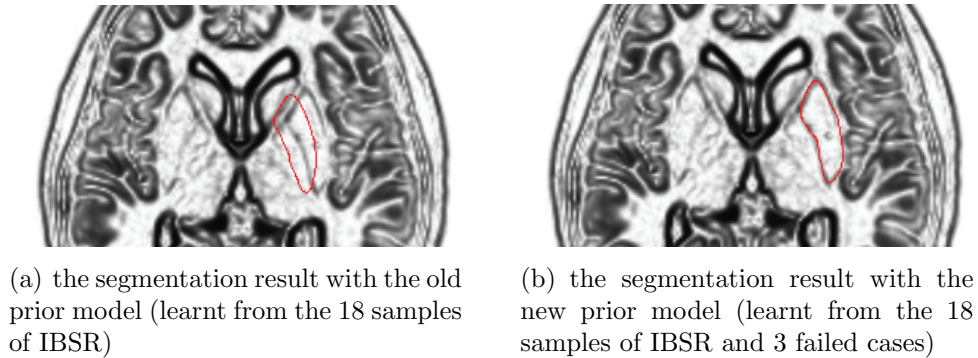 (a) the segmentation result with the old
prior model (learnt from the 18 samples
of IBSR)
(b) the segmentation result with the
new prior model (learnt from the 18
samples of IBSR and 3 failed cases)